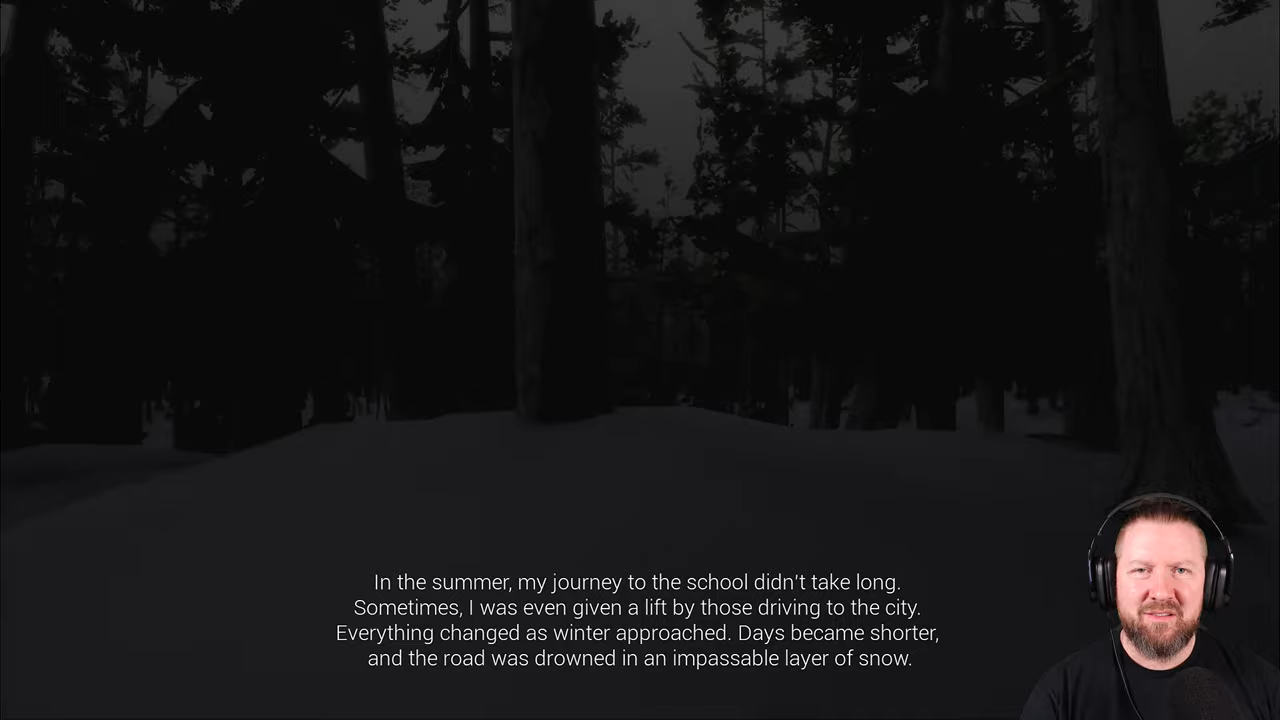 In the summer, my journey to the school didn't take long.
Sometimes, I was even given a lift by those driving to the city.
Everything changed as winter approached. Days became shorter,
and the road was drowned in an impassable layer of snow.